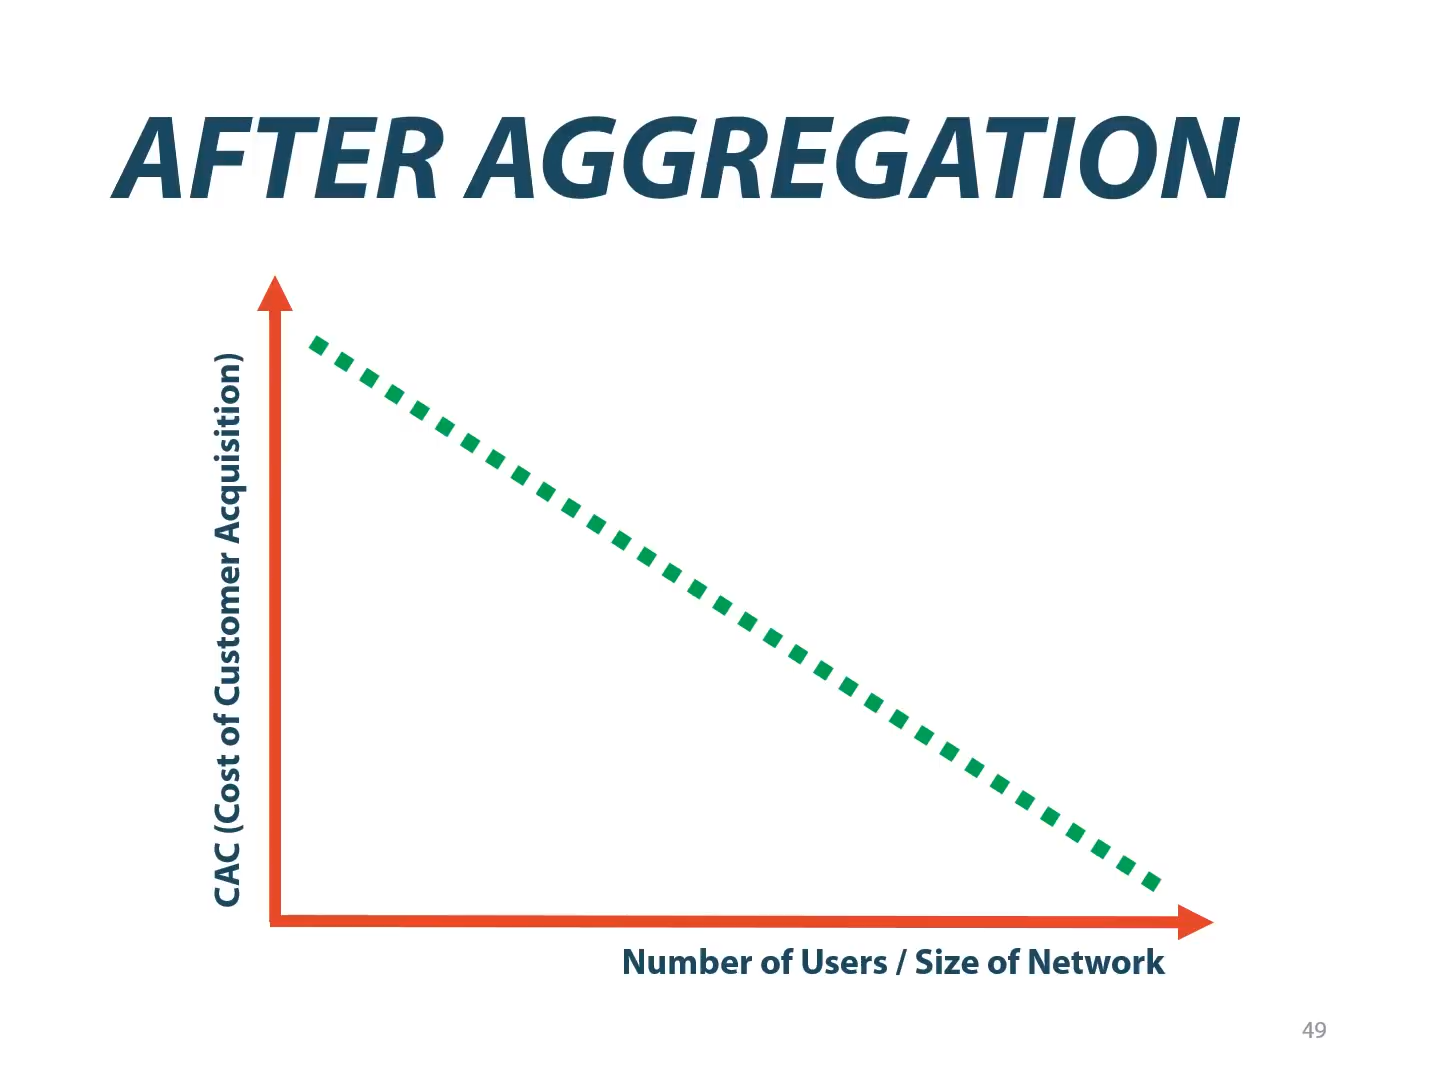 AFTER AGGREGATION
CAC (Cost of Customer Acquisition)
Number of Users / Size of Network
49